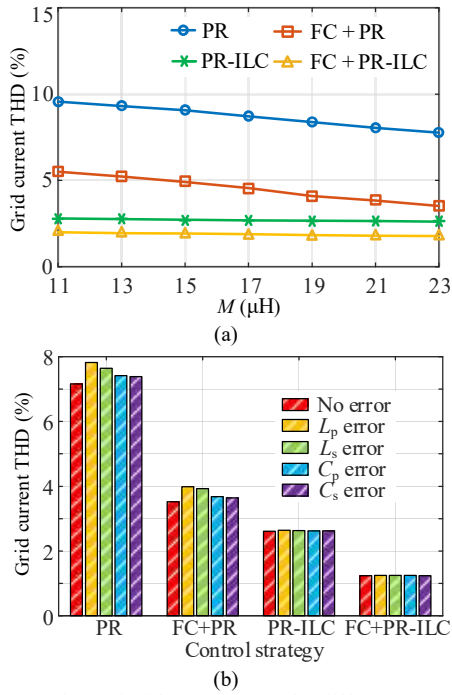 15
10
5
0
Grid current THD (%)
PR
FC + PR
PR-ILC
FC + PR-ILC
11 13 15 17 19 21 23
M (μH)
(a)
8
6
4
2
0
Grid current THD (%)
No error
Lp error
Ls error
Cp error
Cs error
PR FC+PR PR-ILC FC+PR-ILC
Control strategy
(b)